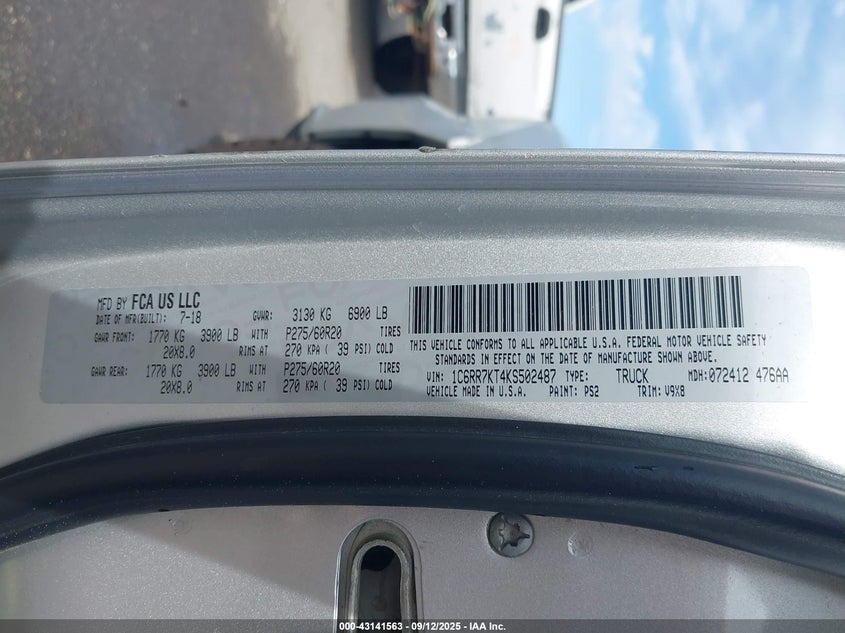 MFD BY FCA US LLC
DATE OF MFR(BUILT): 7-18 GVWR: 3130 KG 6900 LB
GAWR FRONT: 1770 KG 3900 LB WITH P275/60R20 TIRES
20X8.0 RIMS AT 270 KPA ( 39 PSI) COLD
GAWR REAR: 1770 KG 3900 LB WITH P275/60R20 TIRES
20X8.0 RIMS AT 270 KPA ( 39 PSI) COLD
THIS VEHICLE CONFORMS TO ALL APPLICABLE U.S.A. FEDERAL MOTOR VEHICLE SAFETY
STANDARDS IN EFFECT ON THE DATE OF MANUFACTURE SHOWN ABOVE.
VIN: 1C6RR7KT4KS502487 TYPE: TRUCK MDH: 072412 476AA
VEHICLE MADE IN U.S.A. PAINT: PS2 TRIM: V9X8
000-43141563 - 09/12/2025 - IAA Inc.